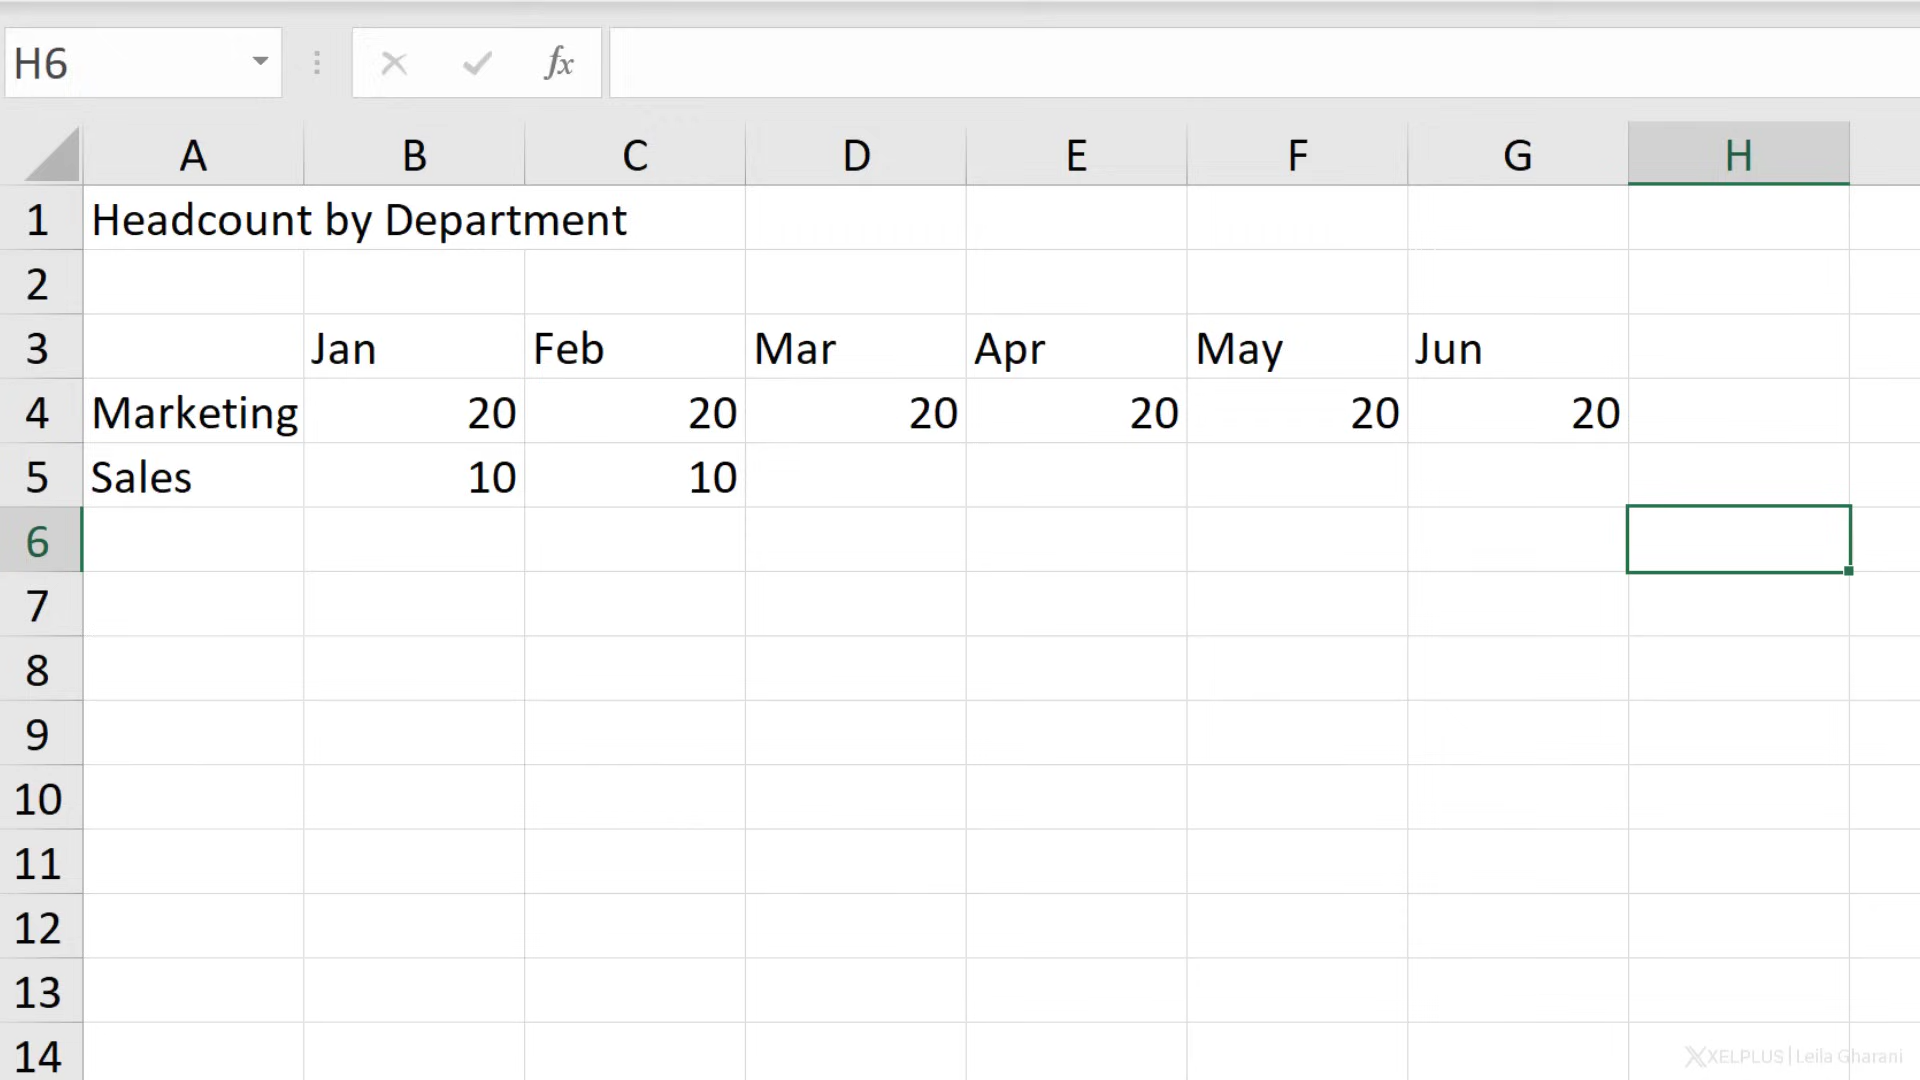 H6
fx
A B C D E F G H
1 Headcount by Department
2
3 Jan Feb Mar Apr May Jun
4 Marketing 20 20 20 20 20 20
5 Sales 10 10
6
7
8
9
10
11
12
13
14
XELPLUS | Leila Gharani